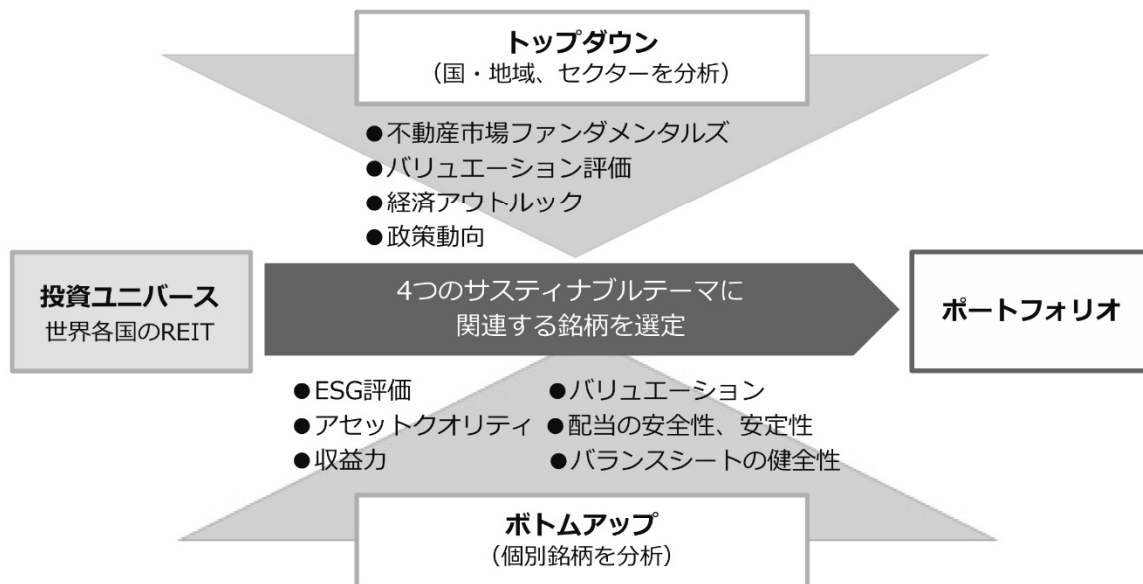 トップダウン
（国・地域、セクターを分析）
●不動産市場ファンダメンタルズ
●バリュエーション評価
●経済アウトルック
●政策動向
投資ユニバース
世界各国のREIT
4つのサスティナブルテーマに
関連する銘柄を選定
ポートフォリオ
●ESG評価
●アセットクオリティ
●収益力
●バリュエーション
●配当の安全性、安定性
●バランスシートの健全性
ボトムアップ
（個別銘柄を分析）